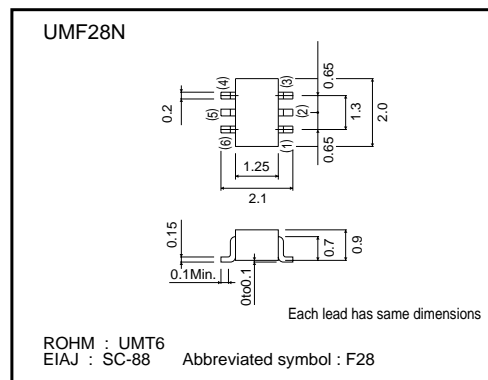 UMF28N
(4)
(3)
0.65
0.2
(5)
(2)
1.3
2.0
(6)
(1)
0.65
1.25
2.1
0.15
0.1Min.
0to0.1
0.7
0.9
Each lead has same dimensions
ROHM : UMT6
EIAJ : SC-88 Abbreviated symbol : F28